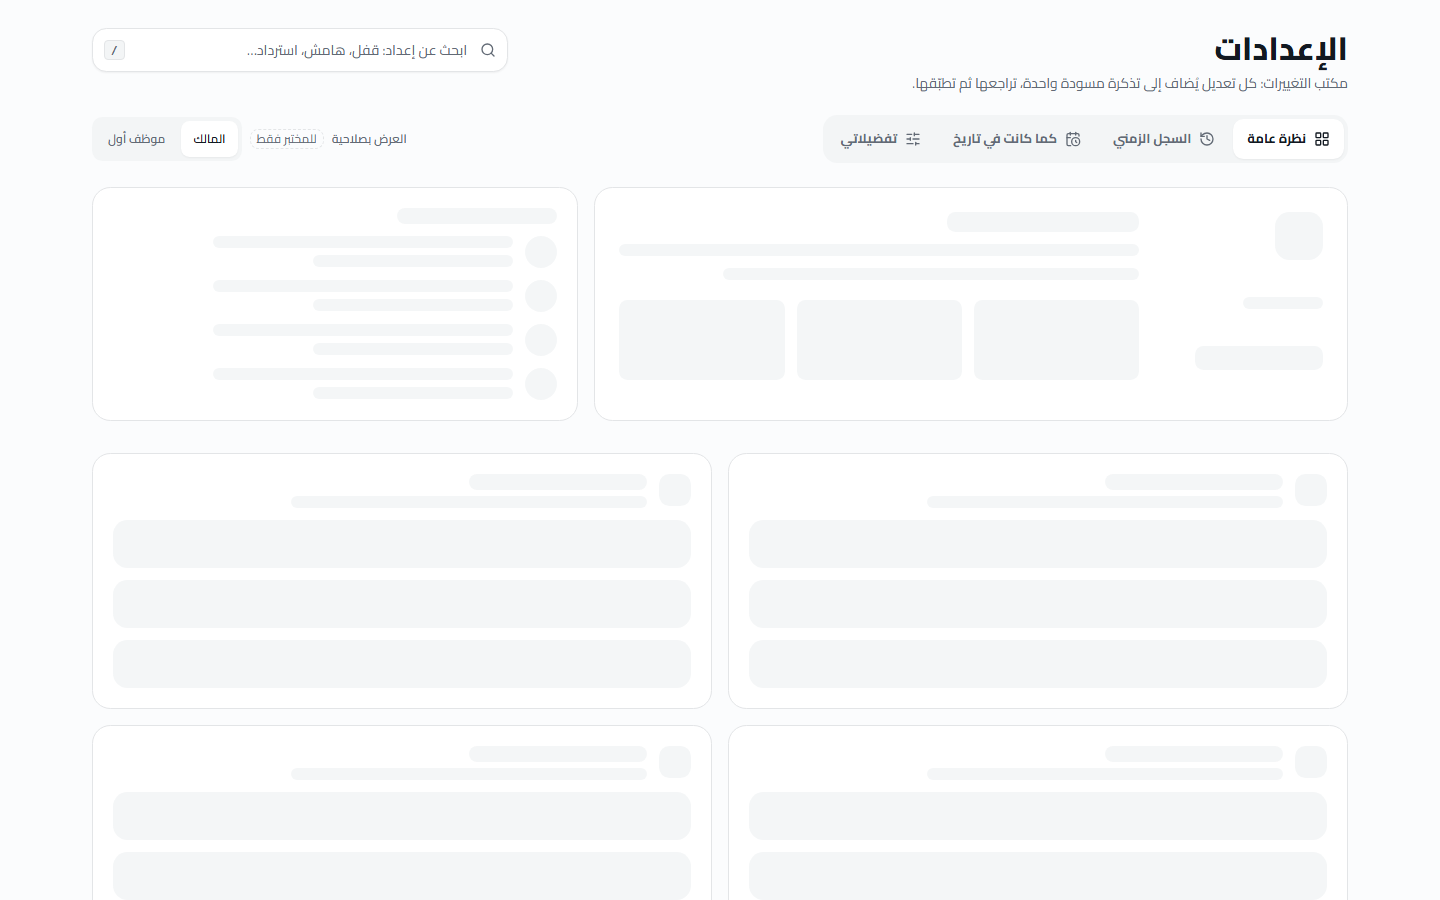 الإعدادات
مكتب التغييرات: كل تعديل يُضاف إلى تذكرة مسودة واحدة، تراجعها ثم تطبّقها.
ابحث عن إعداد: قفل، هامش، استرداد...
/
نظرة عامة
السجل الزمني
كما كانت في تاريخ
تفضيلاتي
العرض بصلاحية
للمختبر فقط
المالك
موظف أول